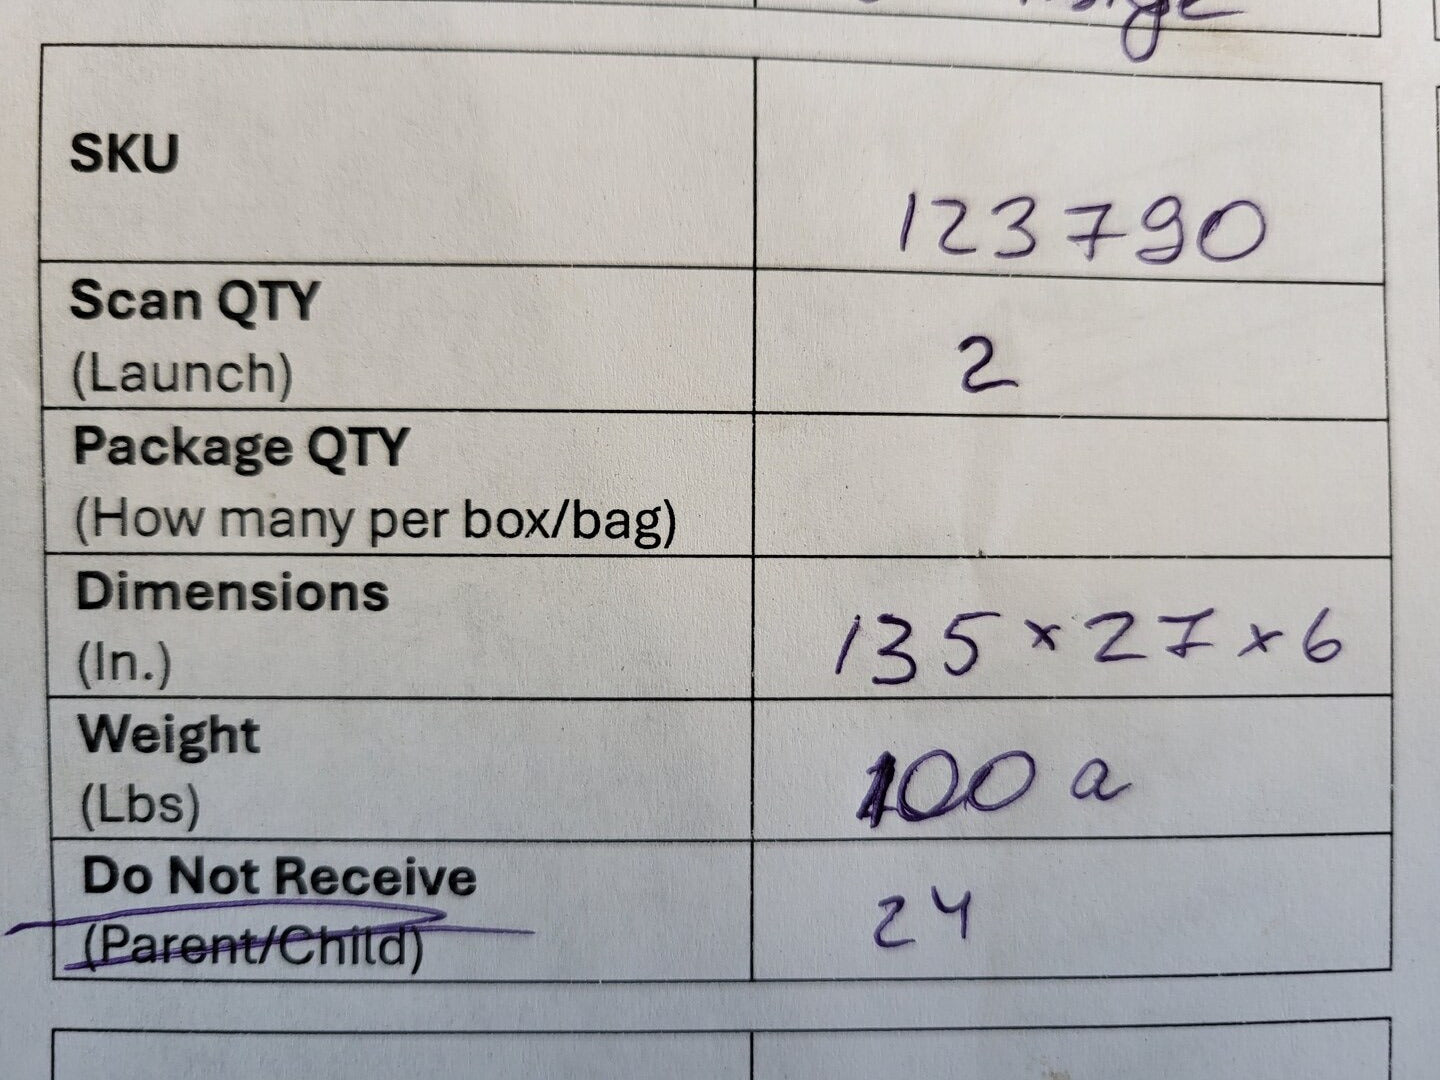 SKU
123790
Scan QTY
(Launch)
2
Package QTY
(How many per box/bag)
Dimensions
(In.)
135 x 27 x 6
Weight
(Lbs)
100 a
Do Not Receive
(Parent/Child)
24